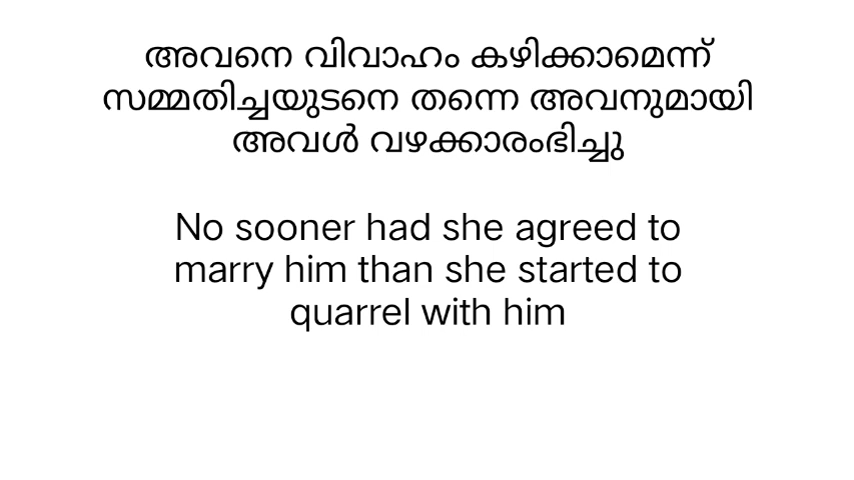 അവനെ വിവാഹം കഴിക്കാമെന്ന്
സമ്മതിച്ചയുടനെ തന്നെ അവനുമായി
അവൾ വഴക്കാരംഭിച്ചു
No sooner had she agreed to
marry him than she started to
quarrel with him